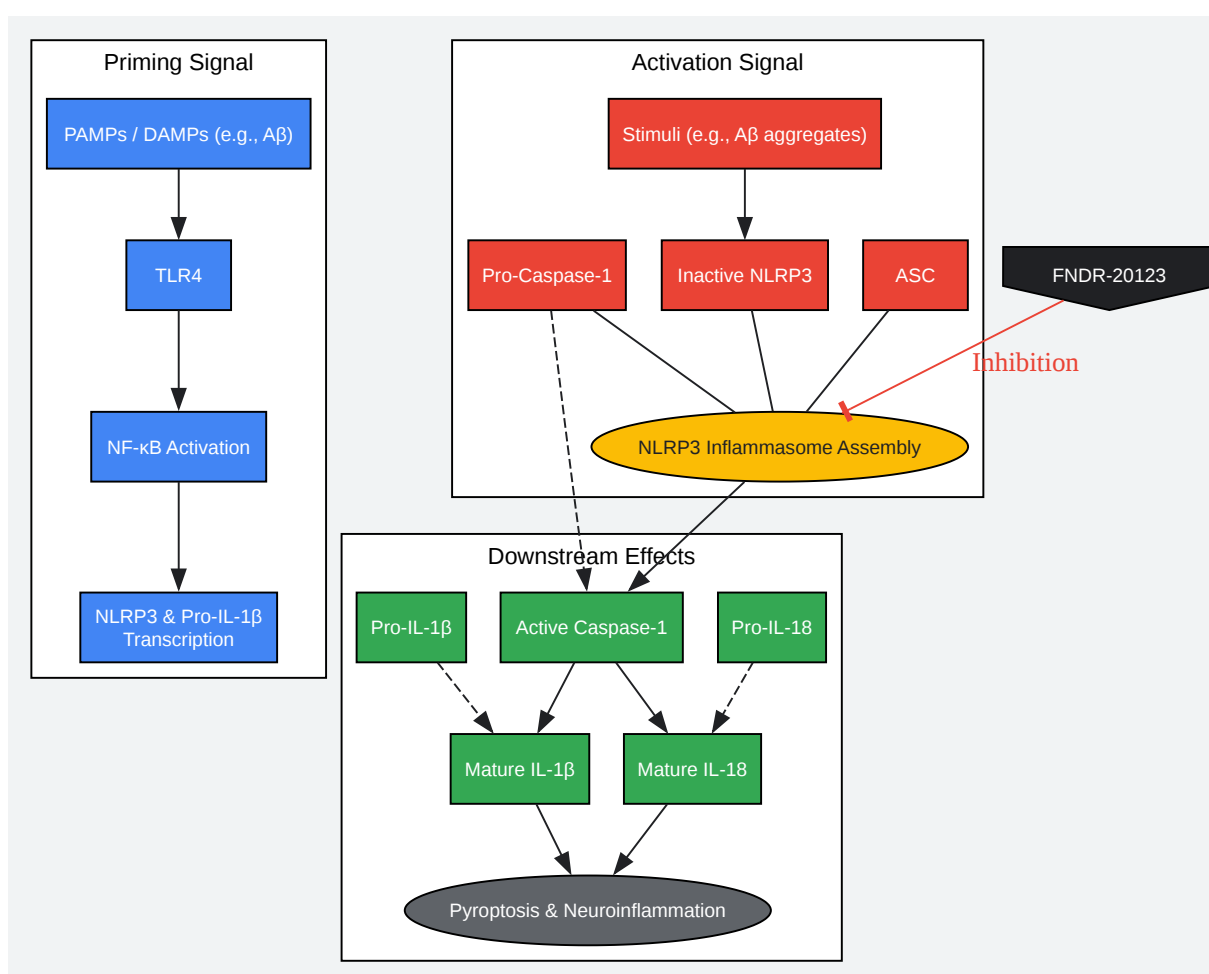 Priming Signal
PAMPs / DAMPs (e.g., Aβ)
TLR4
NF-κB Activation
NLRP3 & Pro-IL-1β
Transcription
Activation Signal
Stimuli (e.g., Aβ aggregates)
Pro-Caspase-1
Inactive NLRP3
ASC
FNDR-20123
Inhibition
NLRP3 Inflammasome Assembly
Downstream Effects
Pro-IL-1β
Active Caspase-1
Pro-IL-18
Mature IL-1β
Mature IL-18
Pyroptosis & Neuroinflammation